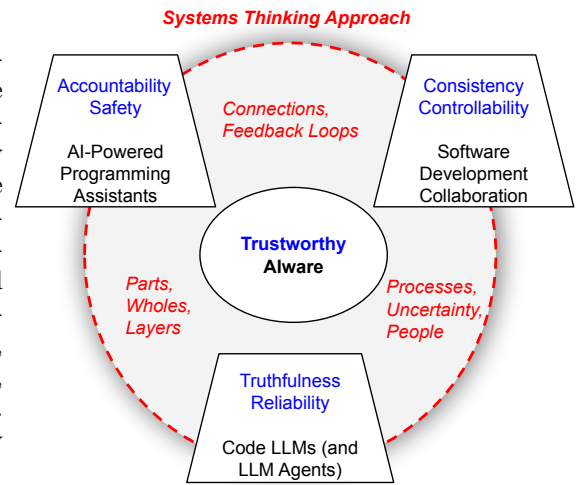 Systems Thinking Approach
Accountability
Safety
AI-Powered
Programming
Assistants
Connections,
Feedback Loops
Consistency
Controllability
Software
Development
Collaboration
Trustworthy
AIware
Parts,
Wholes,
Layers
Processes,
Uncertainty,
People
Truthfulness
Reliability
Code LLMs (and
LLM Agents)